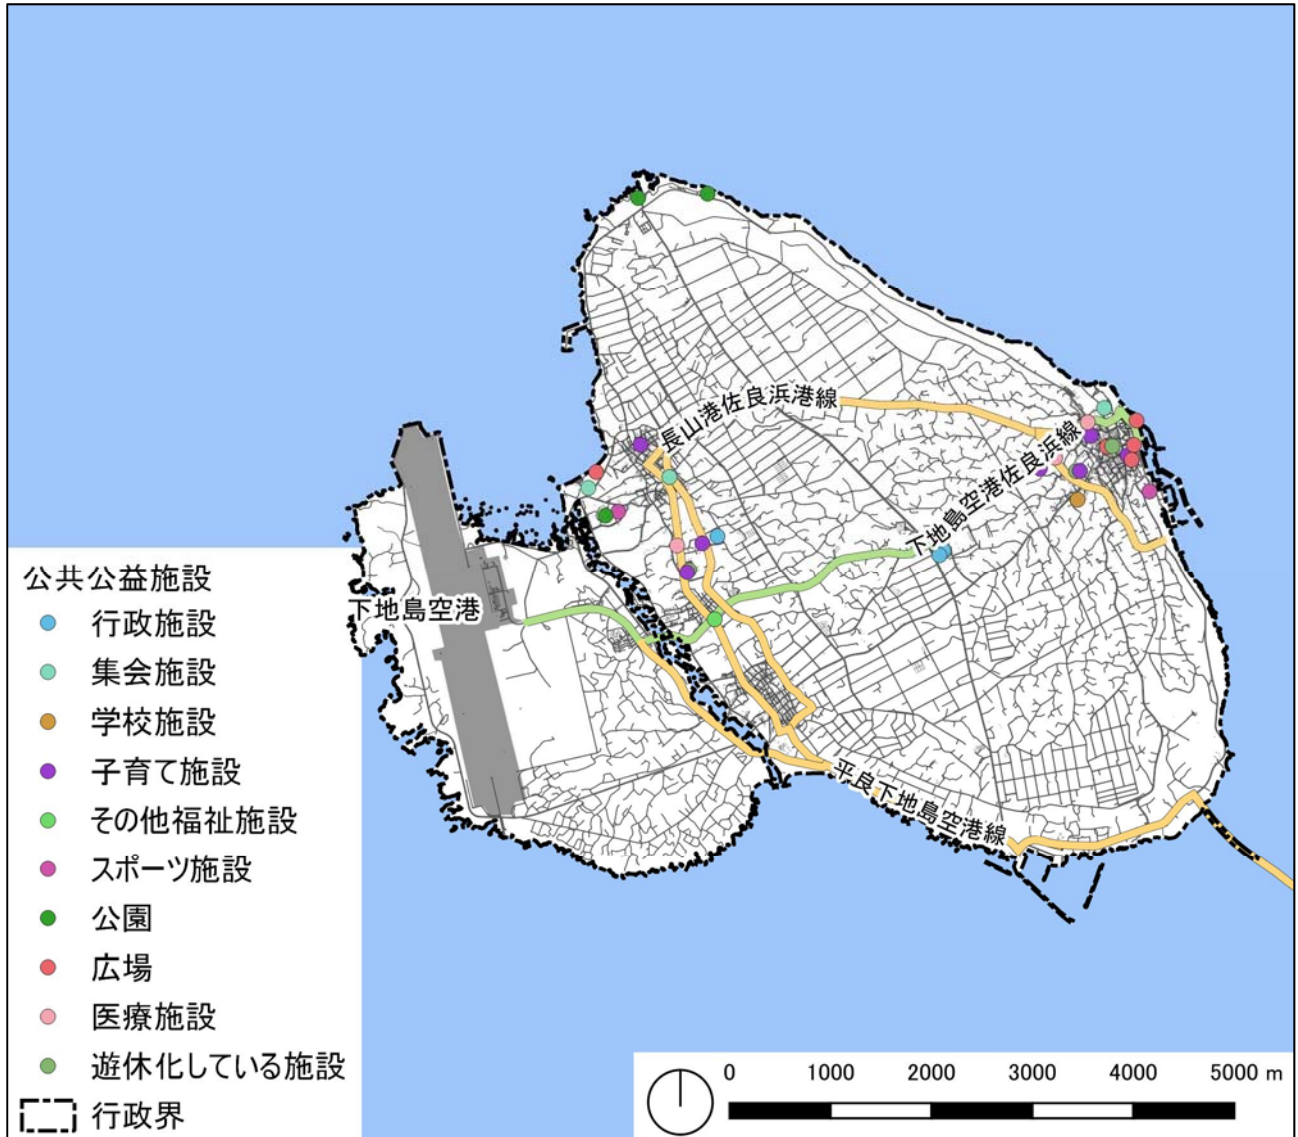 長山港佐良浜港線
下地島空港佐良浜線
下地島空港
平良下地島空港線
公共公益施設
行政施設
集会施設
学校施設
子育て施設
その他福祉施設
スポーツ施設
公園
広場
医療施設
遊休化している施設
行政界
0 1000 2000 3000 4000 5000 m